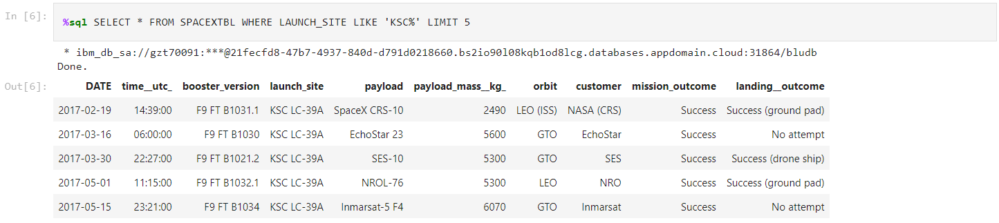 In [6]: %sql SELECT * FROM SPACEXTBL WHERE LAUNCH_SITE LIKE 'KSC%' LIMIT 5
* ibm_db_sa://gzt70091:***@21fecfd8-47b7-4937-840d-d791d0218660.bs2io90l08kqb1od8lcg.databases.appdomain.cloud:31864/bludb
Done.
Out[6]: DATE time__utc_ booster_version launch_site payload payload_mass__kg_ orbit customer mission_outcome landing__outcome
2017-02-19 14:39:00 F9 FT B1031.1 KSC LC-39A SpaceX CRS-10 2490 LEO (ISS) NASA (CRS) Success Success (ground pad)
2017-03-16 06:00:00 F9 FT B1030 KSC LC-39A EchoStar 23 5600 GTO EchoStar Success No attempt
2017-03-30 22:27:00 F9 FT B1021.2 KSC LC-39A SES-10 5300 GTO SES Success Success (drone ship)
2017-05-01 11:15:00 F9 FT B1032.1 KSC LC-39A NROL-76 5300 LEO NRO Success Success (ground pad)
2017-05-15 23:21:00 F9 FT B1034 KSC LC-39A Inmarsat-5 F4 6070 GTO Inmarsat Success No attempt